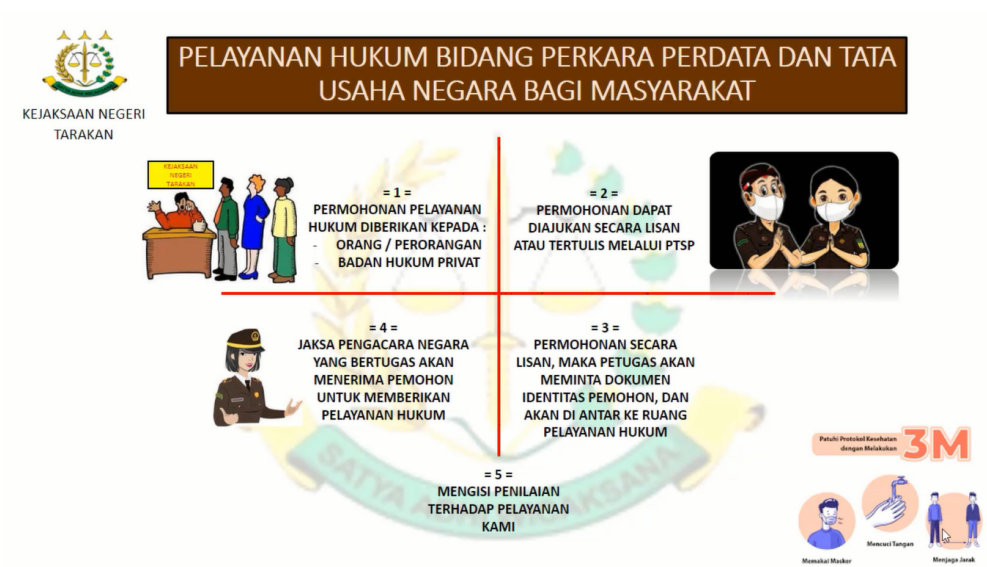 KEJAKSAAN NEGERI
TARAKAN
PELAYANAN HUKUM BIDANG PERKARA PERDATA DAN TATA
USAHA NEGARA BAGI MASYARAKAT
KEJAKSAAN
NEGERI
TARAKAN
= 1 =
PERMOHONAN PELAYANAN
HUKUM DIBERIKAN KEPADA :
- ORANG / PERORANGAN
- BADAN HUKUM PRIVAT
= 2 =
PERMOHONAN DAPAT
DIAJUKAN SECARA LISAN
ATAU TERTULIS MELALUI PTSP
= 3 =
PERMOHONAN SECARA
LISAN, MAKA PETUGAS AKAN
MEMINTA DOKUMEN
IDENTITAS PEMOHON, DAN
AKAN DI ANTAR KE RUANG
PELAYANAN HUKUM
= 4 =
JAKSA PENGACARA NEGARA
YANG BERTUGAS AKAN
MENERIMA PEMOHON
UNTUK MEMBERIKAN
PELAYANAN HUKUM
= 5 =
MENGISI PENILAIAN
TERHADAP PELAYANAN
KAMI
Patuhi Protokol Kesehatan
dengan Melakukan
3M
Memakai Masker
Mencuci Tangan
Menjaga Jarak